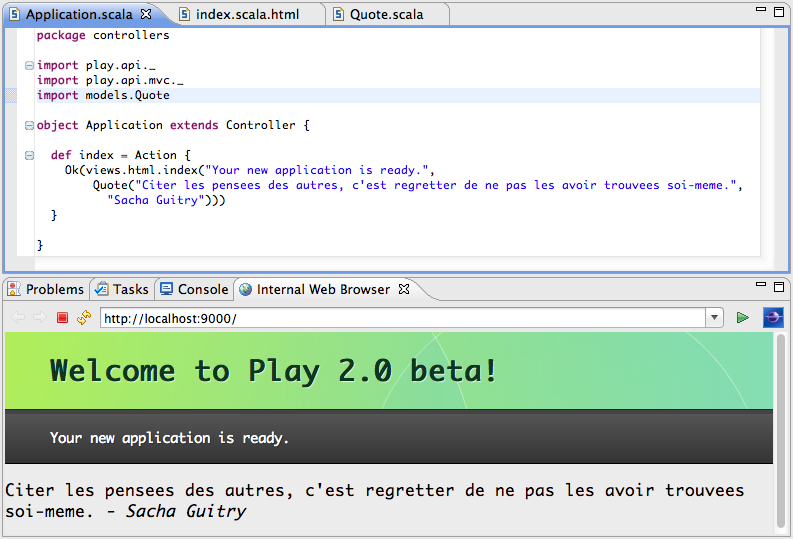 Application.scala index.scala.html Quote.scala
package controllers
import play.api._
import play.api.mvc._
import models.Quote
object Application extends Controller {
def index = Action {
Ok(views.html.index("Your new application is ready.",
Quote("Citer les pensees des autres, c'est regretter de ne pas les avoir trouvees soi-meme.",
"Sacha Guitry")))
}
}
Problems Tasks Console Internal Web Browser
http://localhost:9000/
Welcome to Play 2.0 beta!
Your new application is ready.
Citer les pensees des autres, c'est regretter de ne pas les avoir trouvees
soi-meme. - Sacha Guitry